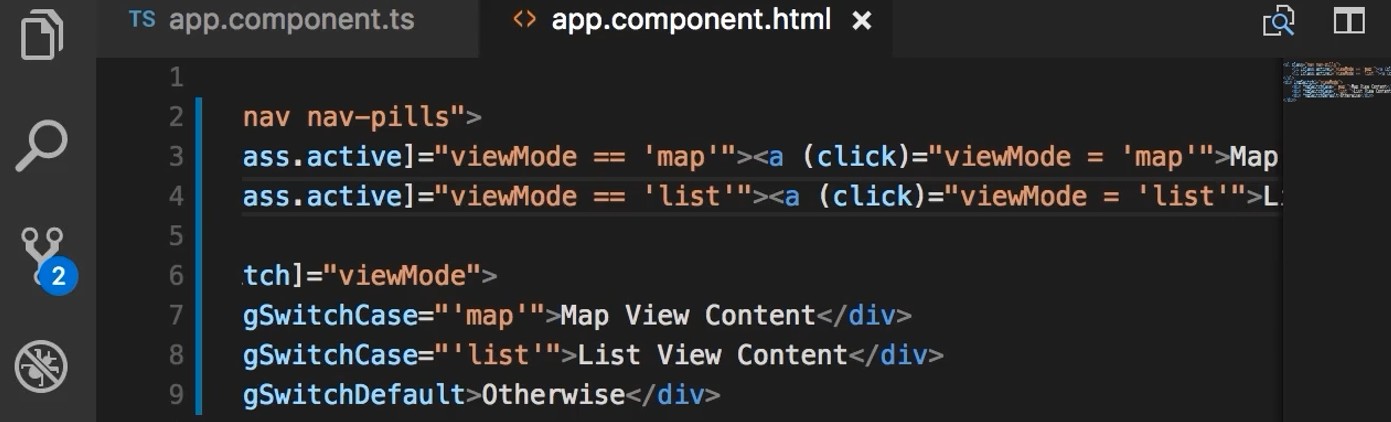 TS app.component.ts
<> app.component.html ×
1
2 nav nav-pills">
3 ass.active]="viewMode == 'map'"><a (click)="viewMode = 'map'">Map
4 ass.active]="viewMode == 'list'"><a (click)="viewMode = 'list'">L
5
6 tch]="viewMode">
7 gSwitchCase="'map'">Map View Content</div>
8 gSwitchCase="'list'">List View Content</div>
9 gSwitchDefault>Otherwise</div>
2